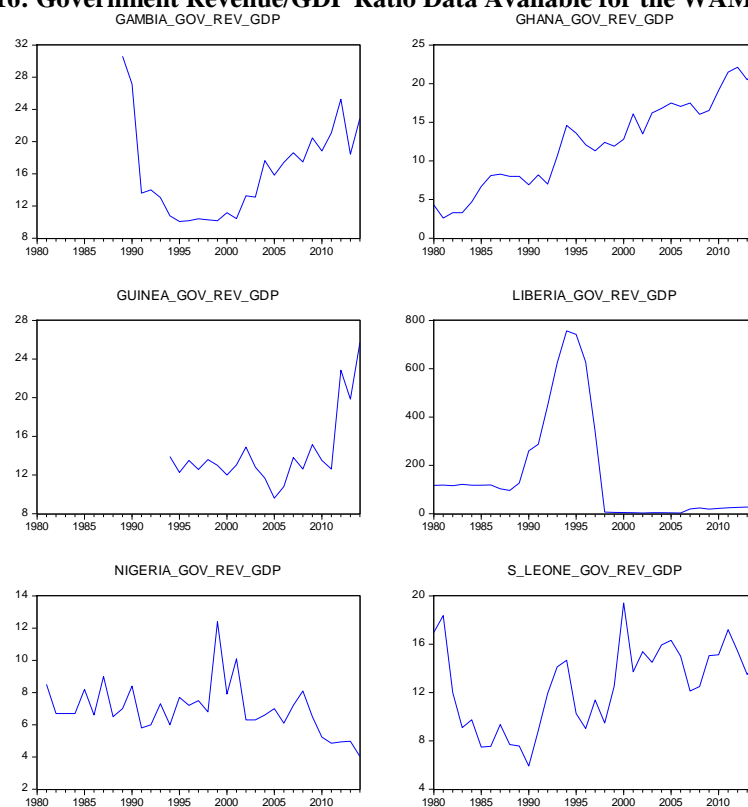 16: Government Revenue/GDP Ratio Data Available for the WAM
GAMBIA_GOV_REV_GDP
32
28
24
20
16
12
8
1980 1985 1990 1995 2000 2005 2010
GHANA_GOV_REV_GDP
25
20
15
10
5
0
1980 1985 1990 1995 2000 2005 2010
GUINEA_GOV_REV_GDP
28
24
20
16
12
8
1980 1985 1990 1995 2000 2005 2010
LIBERIA_GOV_REV_GDP
800
600
400
200
0
1980 1985 1990 1995 2000 2005 2010
NIGERIA_GOV_REV_GDP
14
12
10
8
6
4
2
1980 1985 1990 1995 2000 2005 2010
S_LEONE_GOV_REV_GDP
20
16
12
8
4
1980 1985 1990 1995 2000 2005 2010